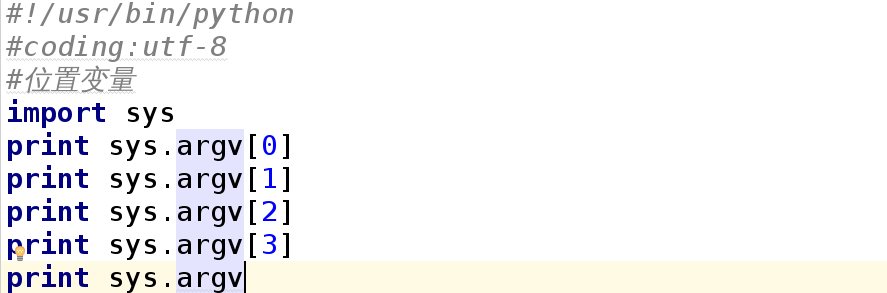 #!/usr/bin/python
#coding:utf-8
#位置变量
import sys
print sys.argv[0]
print sys.argv[1]
print sys.argv[2]
print sys.argv[3]
print sys.argv